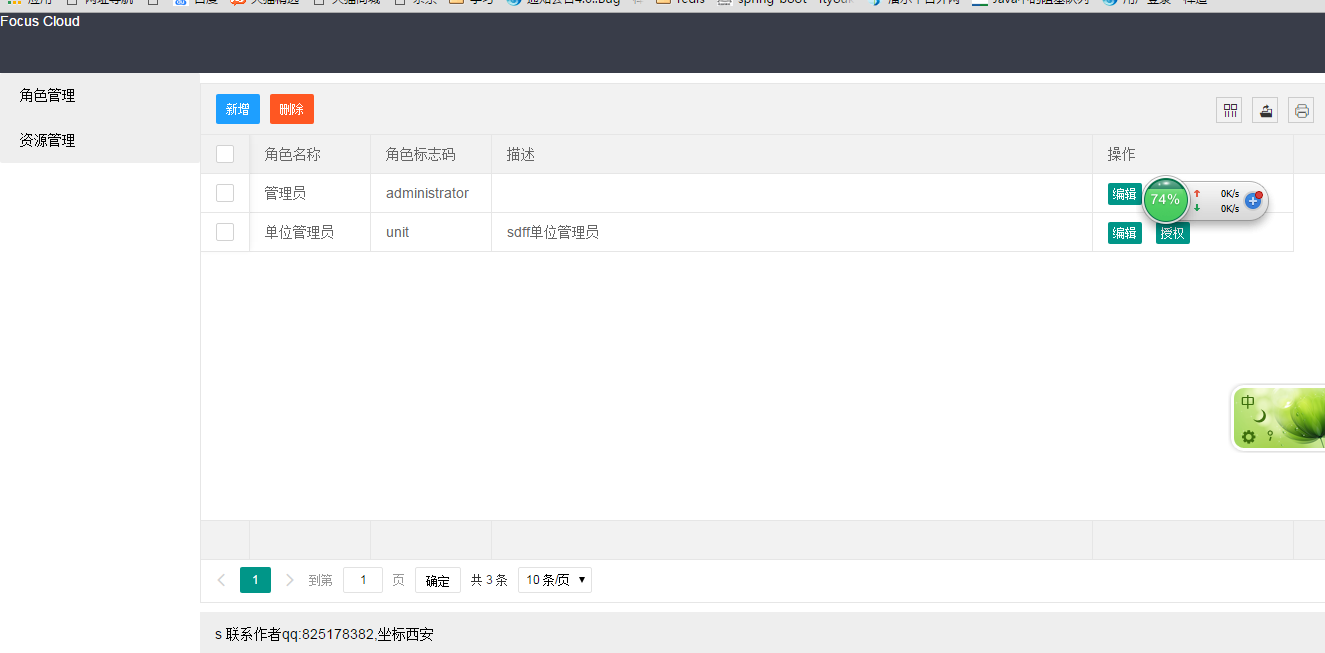 Focus Cloud
角色管理
资源管理
新增 删除
角色名称 角色标志码 描述 操作
管理员 administrator 编辑
74% 0K/s
0K/s
单位管理员 unit sdff单位管理员 编辑 授权
中
1 到第 1 页 确定 共 3 条 10 条/页
s 联系作者qq:825178382,坐标西安